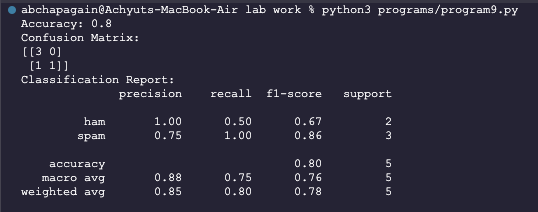 abchapagain@Achyuts-MacBook-Air lab work % python3 programs/program9.py
Accuracy: 0.8
Confusion Matrix:
[[3 0]
 [1 1]]
Classification Report:
              precision    recall  f1-score   support

         ham       1.00      0.50      0.67         2
        spam       0.75      1.00      0.86         3

    accuracy                           0.80         5
   macro avg       0.88      0.75      0.76         5
weighted avg       0.85      0.80      0.78         5